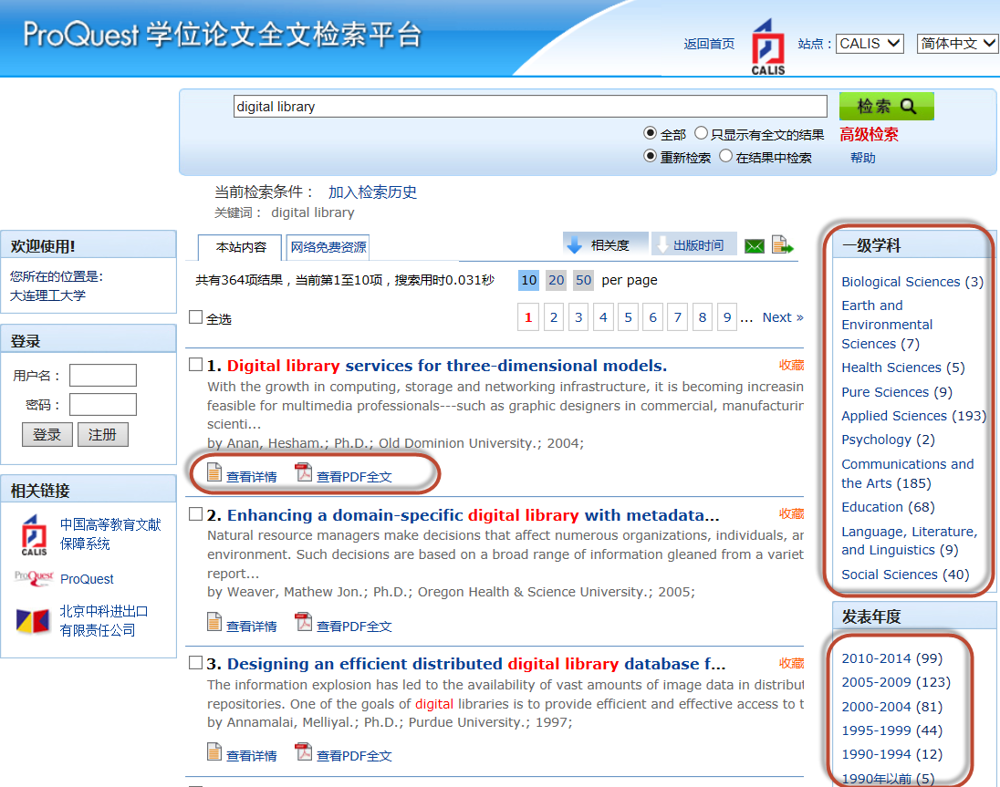 ProQuest 学位论文全文检索平台
返回首页
CALIS
站点：
CALIS
简体中文
digital library
检索
全部
只显示有全文的结果
高级检索
重新检索
在结果中检索
帮助
当前检索条件： 加入检索历史
关键词： digital library
欢迎使用!
您所在的位置是:
大连理工大学
登录
用户名：
密码：
登录
注册
相关链接
CALIS
中国高等教育文献
保障系统
ProQuest
ProQuest
北京中科进出口
有限责任公司
本站内容
网络免费资源
相关度
出版时间
共有364项结果，当前第1至10项，搜索用时0.031秒
10 20 50 per page
全选
1 2 3 4 5 6 7 8 9 ... Next »
1. Digital library services for three-dimensional models.
收藏
With the growth in computing, storage and networking infrastructure, it is becoming increasin
feasible for multimedia professionals---such as graphic designers in commercial, manufacturin
scienti...
by Anan, Hesham.; Ph.D.; Old Dominion University.; 2004;
查看详情
查看PDF全文
2. Enhancing a domain-specific digital library with metadata...
收藏
Natural resource managers make decisions that affect numerous organizations, individuals, ar
environment. Such decisions are based on a broad range of information gleaned from a variet
report...
by Weaver, Mathew Jon.; Ph.D.; Oregon Health & Science University.; 2005;
查看详情
查看PDF全文
3. Designing an efficient distributed digital library database f...
收藏
The information explosion has led to the availability of vast amounts of image data in distribut
repositories. One of the goals of digital libraries is to provide efficient and effective access to t
by Annamalai, Melliyal.; Ph.D.; Purdue University.; 1997;
查看详情
查看PDF全文
一级学科
Biological Sciences (3)
Earth and
Environmental
Sciences (7)
Health Sciences (5)
Pure Sciences (9)
Applied Sciences (193)
Psychology (2)
Communications and
the Arts (185)
Education (68)
Language, Literature,
and Linguistics (9)
Social Sciences (40)
发表年度
2010-2014 (99)
2005-2009 (123)
2000-2004 (81)
1995-1999 (44)
1990-1994 (12)
1990年以前 (5)